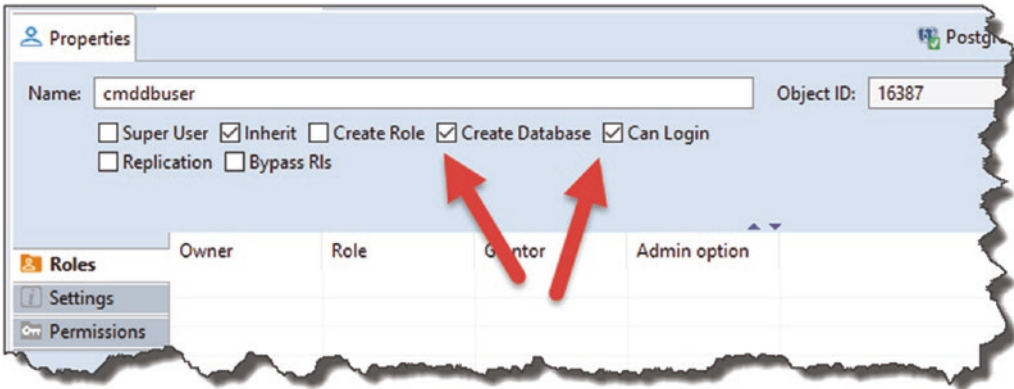 Properties
Postgre
Name: cmddbuser Object ID: 16387
Super User Inherit Create Role Create Database Can Login
Replication Bypass Rls
Owner Role Admin option
Roles
Settings
Permissions